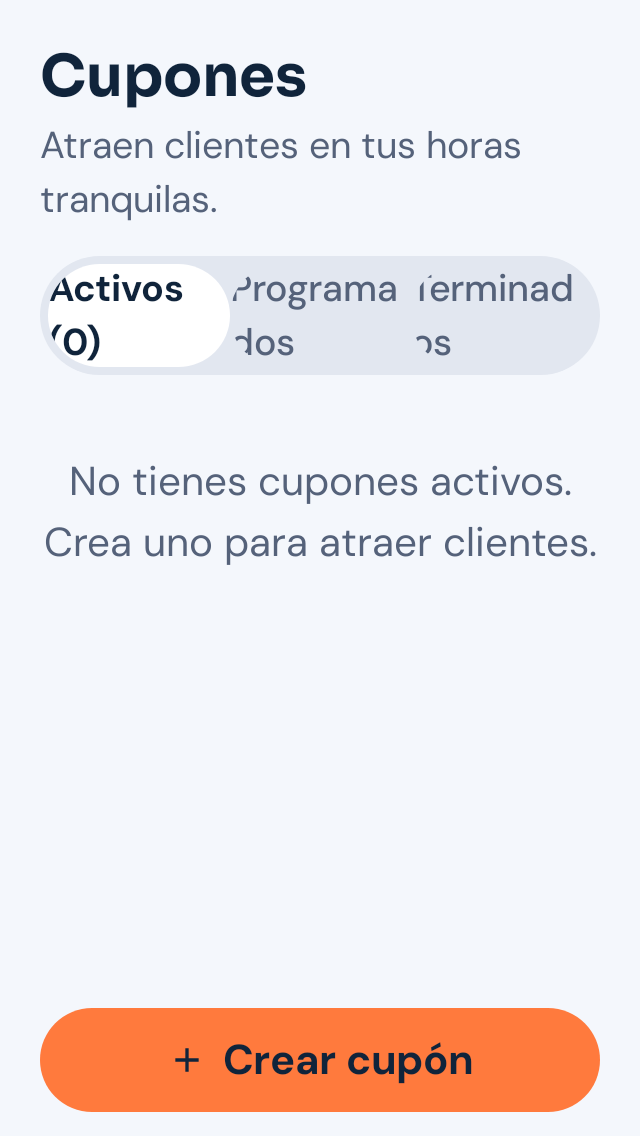 Cupones
Atraen clientes en tus horas
tranquilas.
Activos
(0)
Programa
dos
Terminad
os
No tienes cupones activos.
Crea uno para atraer clientes.
+ Crear cupón